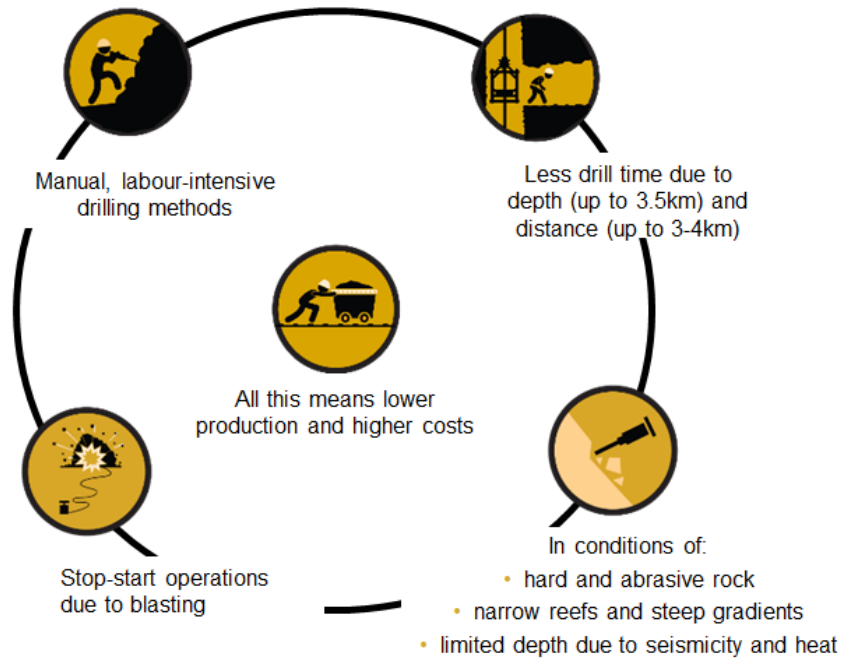 Manual, labour-intensive
drilling methods
Less drill time due to
depth (up to 3.5km) and
distance (up to 3-4km)
All this means lower
production and higher costs
Stop-start operations
due to blasting
In conditions of:
• hard and abrasive rock
• narrow reefs and steep gradients
• limited depth due to seismicity and heat